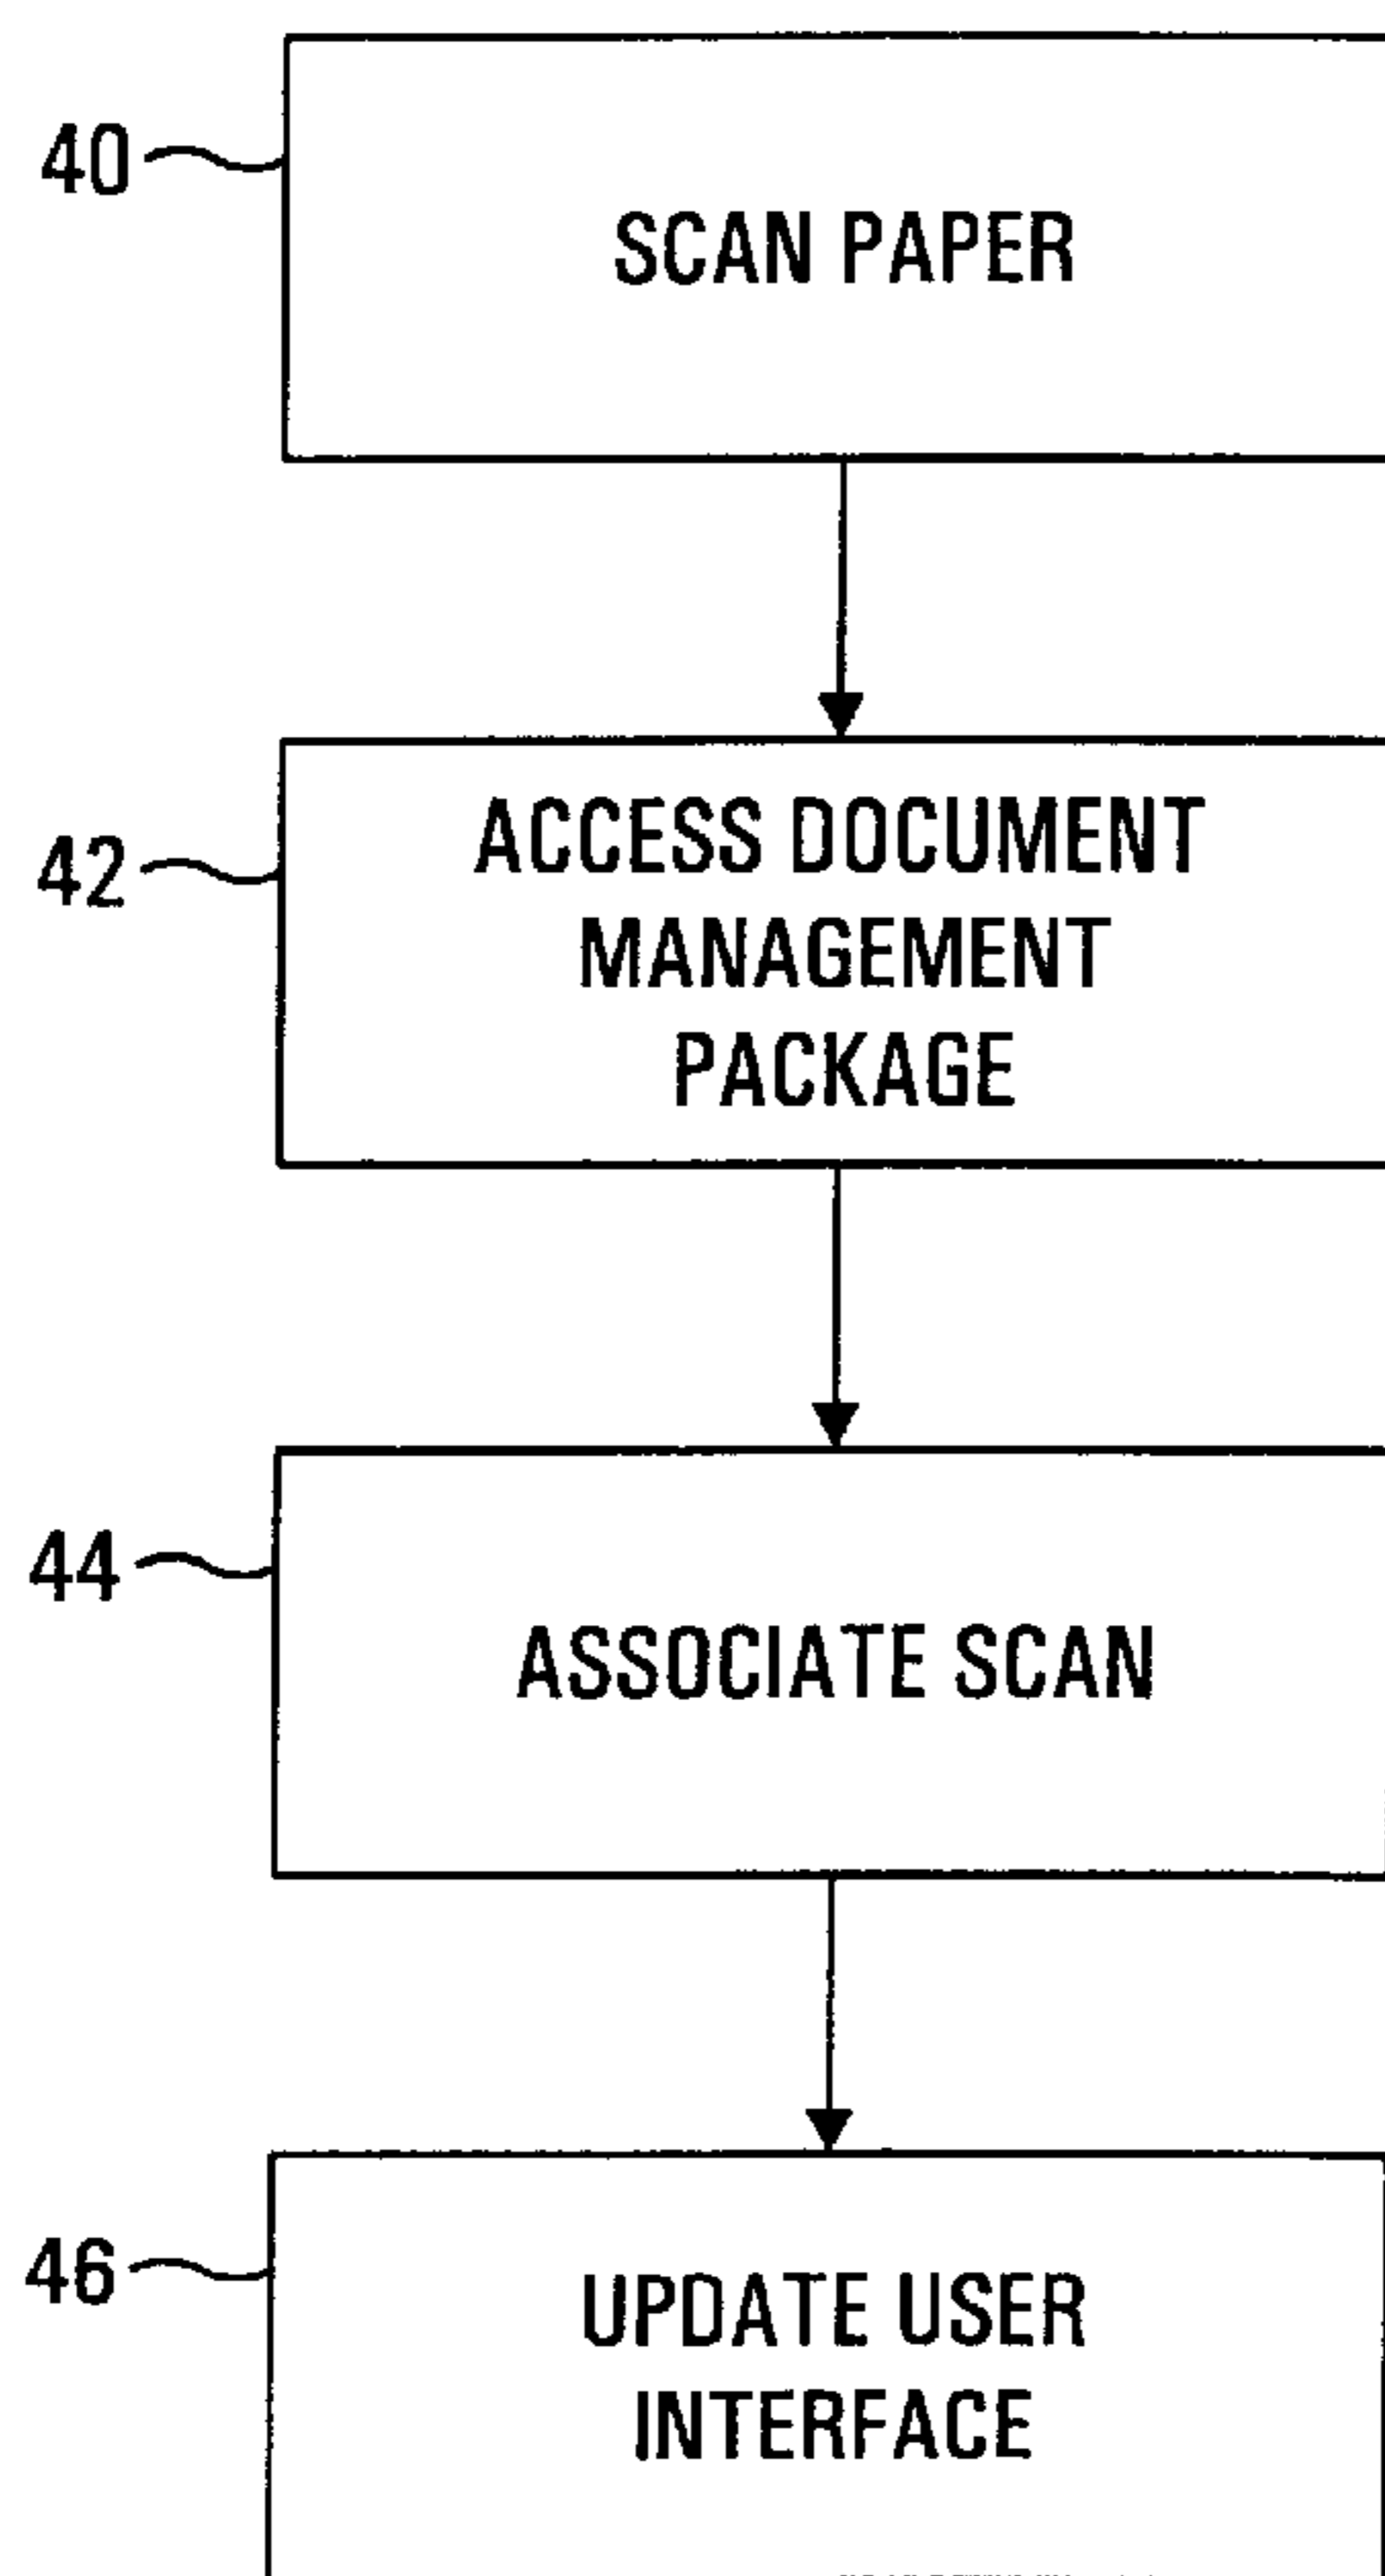 40
SCAN PAPER
42
ACCESS DOCUMENT
MANAGEMENT
PACKAGE
44
ASSOCIATE SCAN
46
UPDATE USER
INTERFACE